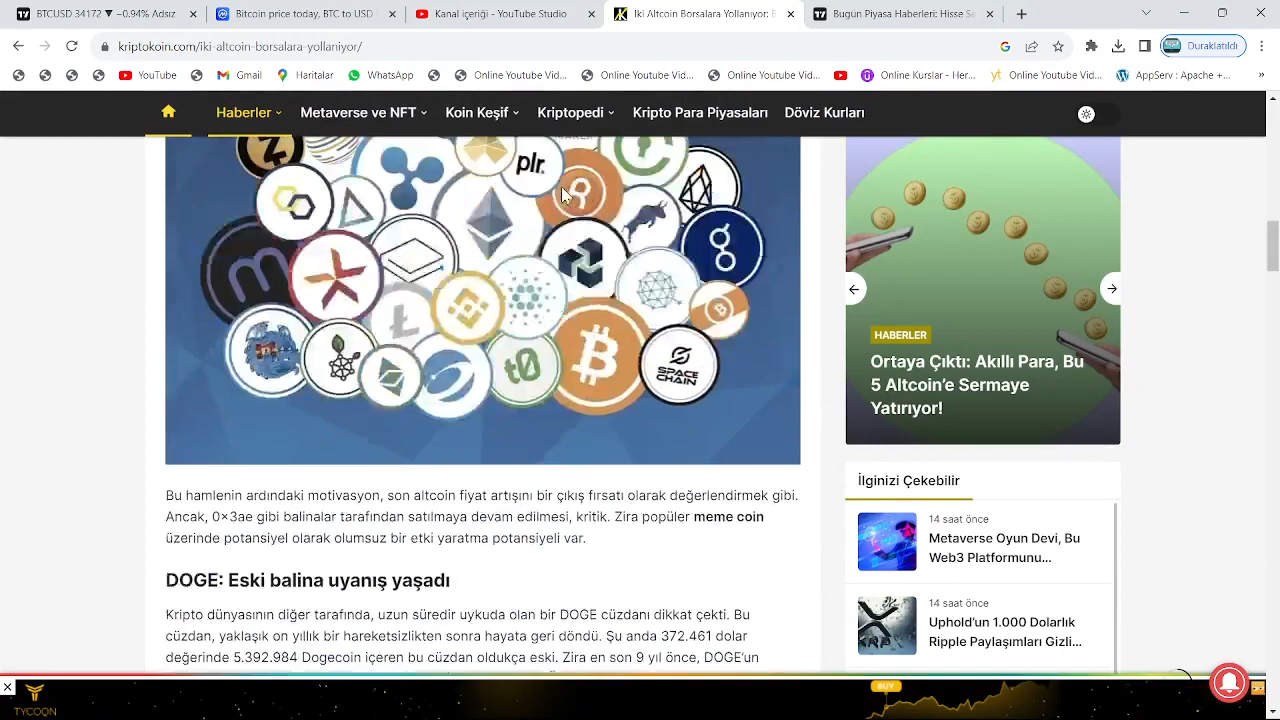 BTCUSD 34172 ▼ −0.94% Adsız
Bitcoin price today, BTC to USD
Kanal içeriği - YouTube Studio
İki Altcoin Borsalara Yollanıyor: B
Bugün Piyasa Haberleri, Hisse Se
kriptokoin.com/iki-altcoin-borsalara-yollaniyor/
Duraklatıldı
YouTube
Gmail
Haritalar
WhatsApp
Online Youtube Vid...
Online Youtube Vid...
Online Youtube Vid...
Online Kurslar - Her...
Online Youtube Vid...
AppServ : Apache +...
Haberler
Metaverse ve NFT
Koin Keşif
Kriptopedi
Kripto Para Piyasaları
Döviz Kurları
plr.
t0
SPACE
CHAIN
HABERLER
Ortaya Çıktı: Akıllı Para, Bu
5 Altcoin’e Sermaye
Yatırıyor!
Bu hamlenin ardındaki motivasyon, son altcoin fiyat artışını bir çıkış fırsatı olarak değerlendirmek gibi.
Ancak, 0x3ae gibi balinalar tarafından satılmaya devam edilmesi, kritik. Zira popüler meme coin
üzerinde potansiyel olarak olumsuz bir etki yaratma potansiyeli var.
DOGE: Eski balina uyanış yaşadı
Kripto dünyasının diğer tarafında, uzun süredir uykuda olan bir DOGE cüzdanı dikkat çekti. Bu
cüzdan, yaklaşık on yıllık bir hareketsizlikten sonra hayata geri döndü. Şu anda 372.461 dolar
değerinde 5.392.984 Dogecoin içeren bu cüzdan oldukça eski. Zira en son 9 yıl önce, DOGE’un
İlginizi Çekebilir
14 saat önce
Metaverse Oyun Devi, Bu
Web3 Platformunu...
14 saat önce
Uphold’un 1.000 Dolarlık
Ripple Paylaşımları Gizli...
TYCOON
BUY